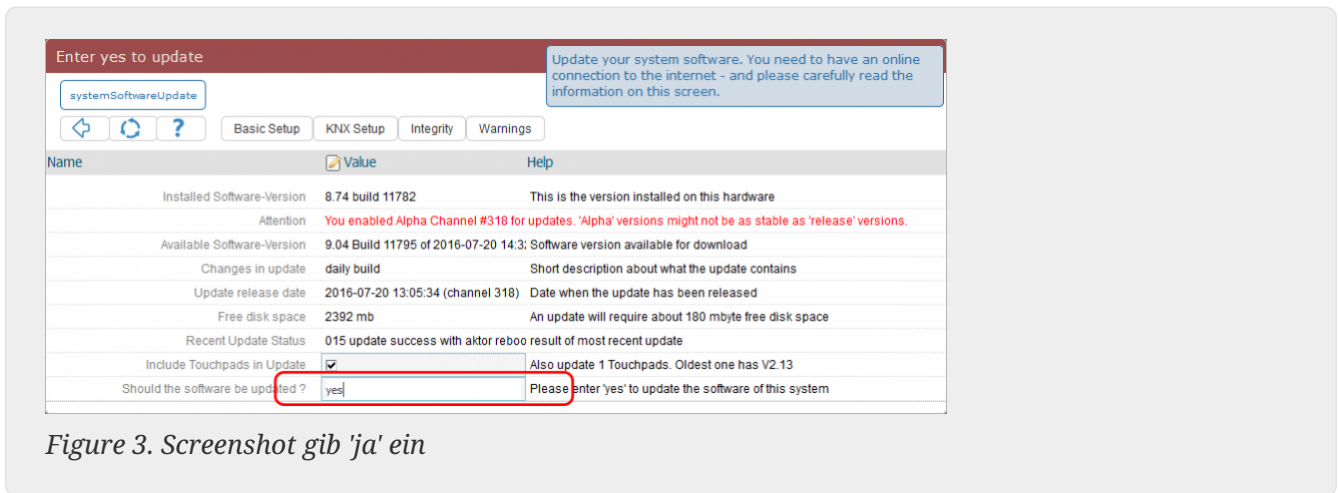 Enter yes to update
Update your system software. You need to have an online
connection to the internet - and please carefully read the
information on this screen.
systemSoftwareUpdate
? Basic Setup KNX Setup Integrity Warnings
Name Value Help
Installed Software-Version 8.74 build 11782 This is the version installed on this hardware
Attention You enabled Alpha Channel #318 for updates. 'Alpha' versions might not be as stable as 'release' versions.
Available Software-Version 9.04 Build 11795 of 2016-07-20 14:3 Software version available for download
Changes in update daily build Short description about what the update contains
Update release date 2016-07-20 13:05:34 (channel 318) Date when the update has been released
Free disk space 2392 mb An update will require about 180 mbyte free disk space
Recent Update Status 015 update success with aktor reboo result of most recent update
Include Touchpads in Update Also update 1 Touchpads. Oldest one has V2.13
Should the software be updated ? yes Please enter 'yes' to update the software of this system
Figure 3. Screenshot gib 'ja' ein